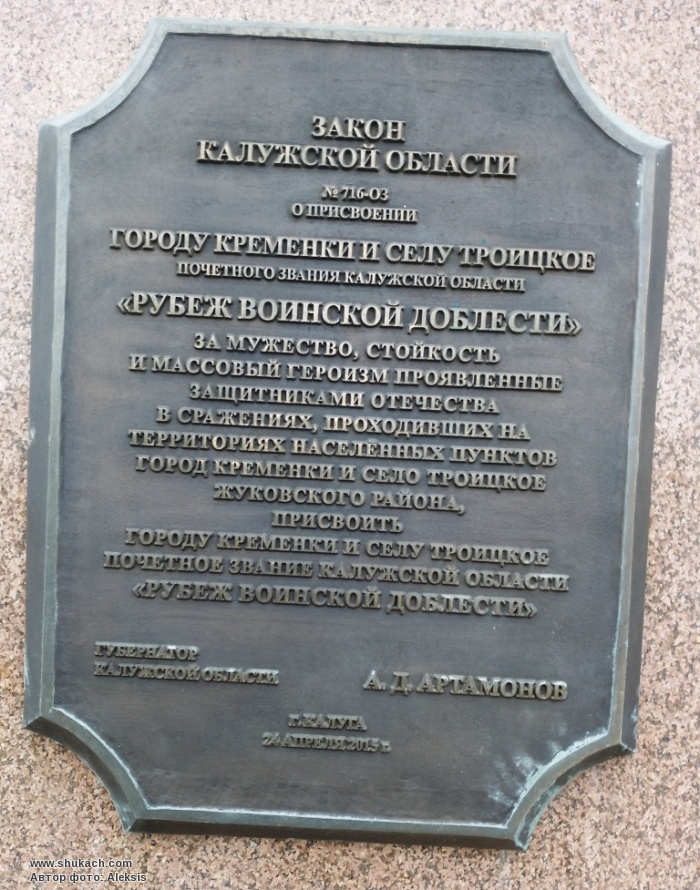 ЗАКОН
КАЛУЖСКОЙ ОБЛАСТИ
№ 716-ОЗ
О ПРИСВОЕНИИ
ГОРОДУ КРЕМЕНКИ И СЕЛУ ТРОИЦКОЕ
ПОЧЕТНОГО ЗВАНИЯ КАЛУЖСКОЙ ОБЛАСТИ
«РУБЕЖ ВОИНСКОЙ ДОБЛЕСТИ»
ЗА МУЖЕСТВО, СТОЙКОСТЬ
И МАССОВЫЙ ГЕРОИЗМ ПРОЯВЛЕННЫЕ
ЗАЩИТНИКАМИ ОТЕЧЕСТВА
В СРАЖЕНИЯХ, ПРОХОДИВШИХ НА
ТЕРРИТОРИЯХ НАСЕЛЁННЫХ ПУНКТОВ
ГОРОД КРЕМЕНКИ И СЕЛО ТРОИЦКОЕ
ЖУКОВСКОГО РАЙОНА,
ПРИСВОИТЬ
ГОРОДУ КРЕМЕНКИ И СЕЛУ ТРОИЦКОЕ
ПОЧЕТНОЕ ЗВАНИЕ КАЛУЖСКОЙ ОБЛАСТИ
«РУБЕЖ ВОИНСКОЙ ДОБЛЕСТИ»
ГУБЕРНАТОР
КАЛУЖСКОЙ ОБЛАСТИ
А. Д. АРТАМОНОВ
г. КАЛУГА
24 АПРЕЛЯ 2015 г.
www.shukach.com
Автор фото: Aleksis